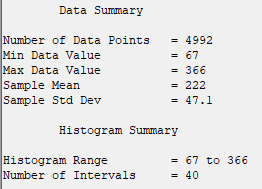 Data Summary
Number of Data Points = 4992
Min Data Value = 67
Max Data Value = 366
Sample Mean = 222
Sample Std Dev = 47.1
Histogram Summary
Histogram Range = 67 to 366
Number of Intervals = 40